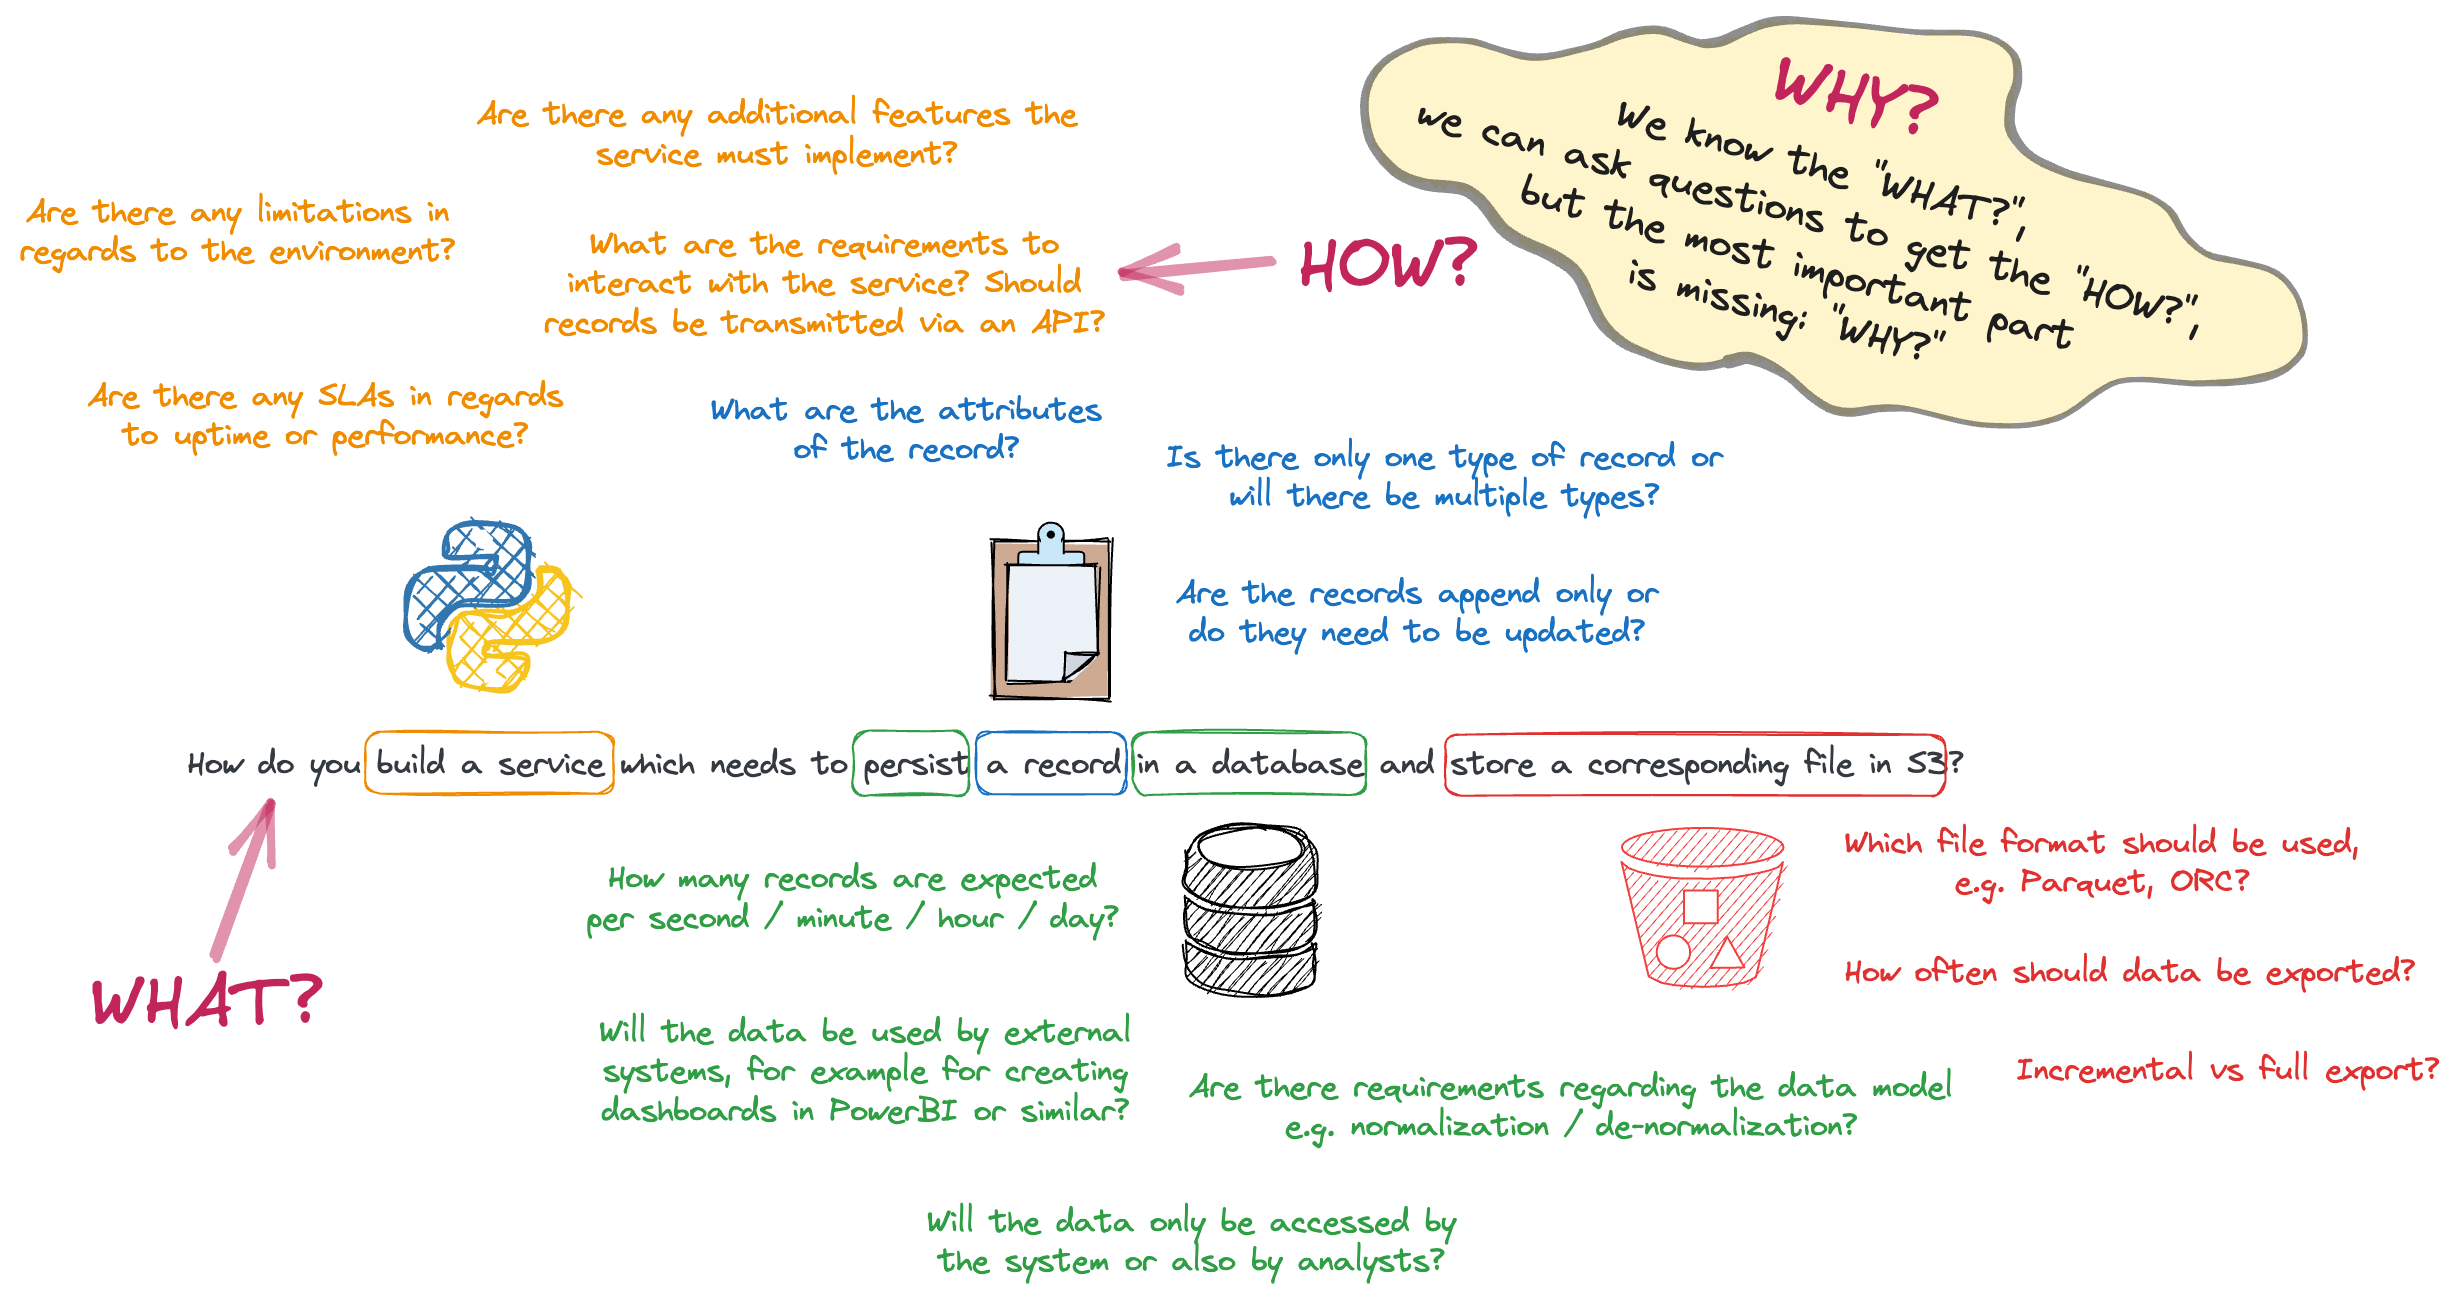 WHY?
We know the "WHAT?",
we can ask questions to get the "HOW?",
but the most important part
is missing: "WHY?"
Are there any additional features the
service must implement?
Are there any limitations in
regards to the environment?
What are the requirements to
interact with the service? Should
records be transmitted via an API?
HOW?
Are there any SLAs in regards
to uptime or performance?
What are the attributes
of the record?
Is there only one type of record or
will there be multiple types?
Are the records append only or
do they need to be updated?
How do you build a service which needs to persist a record in a database and store a corresponding file in S3?
WHAT?
How many records are expected
per second / minute / hour / day?
Will the data be used by external
systems, for example for creating
dashboards in PowerBI or similar?
Are there requirements regarding the data model
e.g. normalization / de-normalization?
Will the data only be accessed by
the system or also by analysts?
Which file format should be used,
e.g. Parquet, ORC?
How often should data be exported?
Incremental vs full export?